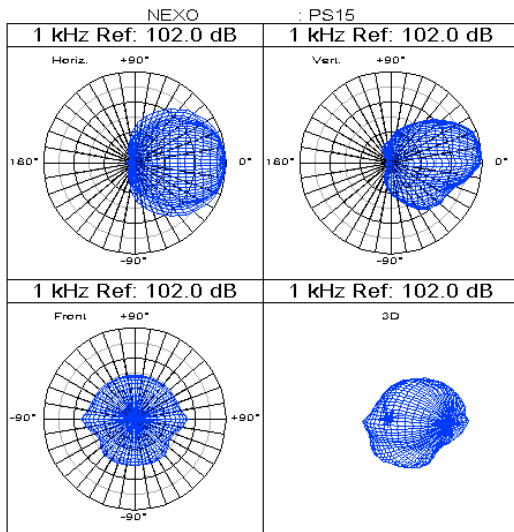 NEXO : PS15
1 kHz Ref: 102.0 dB 1 kHz Ref: 102.0 dB
Horiz. +90° Vert. +90°
180° 0° 180° 0°
-90° -90°
1 kHz Ref: 102.0 dB 1 kHz Ref: 102.0 dB
Front +90° 3D
-90° +90°
-90°